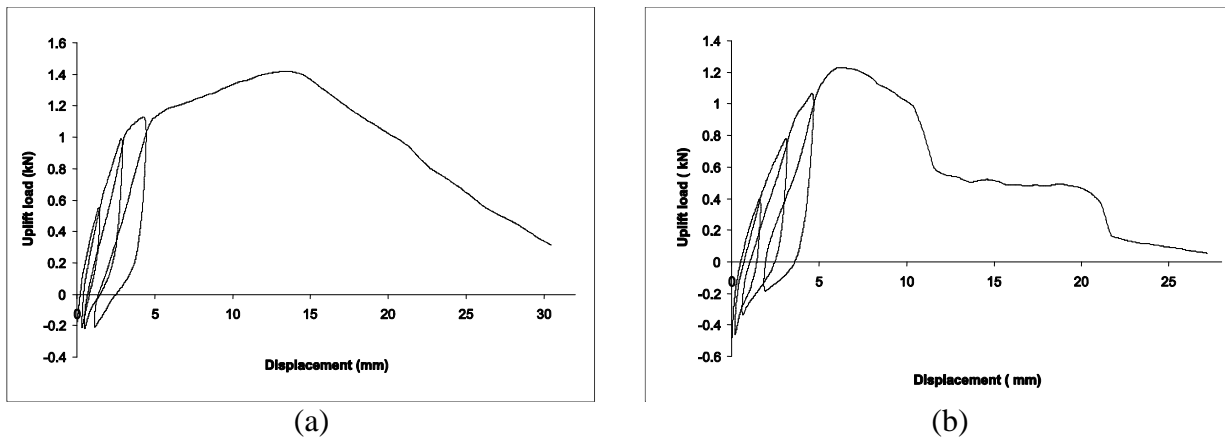 1.6
1.4
1.2
1
0.8
0.6
0.4
0.2
0
-0.2
-0.4
Uplift load (kN)
0 5 10 15 20 25 30
Displacement (mm)
(a)
1.4
1.2
1
0.8
0.6
0.4
0.2
0
-0.2
-0.4
-0.6
Uplift load ( kN)
0 5 10 15 20 25
Displacement ( mm)
(b)